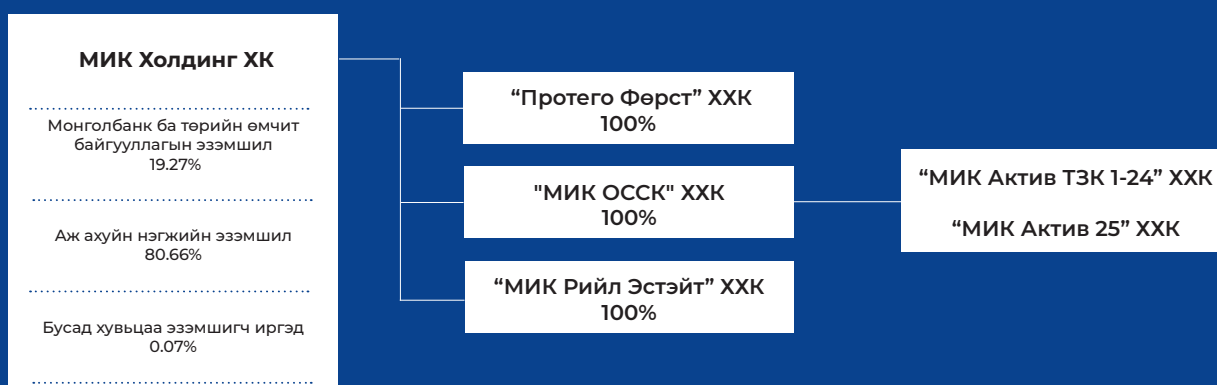 МИК Холдинг ХК
Монголбанк ба төрийн өмчит
байгууллагын эзэмшил
19.27%
Аж ахуйн нэгжийн эзэмшил
80.66%
Бусад хувьцаа эзэмшигч иргэд
0.07%
“Протего Фөрст” ХХК
100%
"МИК ОССК" ХХК
100%
“МИК Рийл Эстэйт” ХХК
100%
“МИК Актив ТЗК 1-24” ХХК
“МИК Актив 25” ХХК